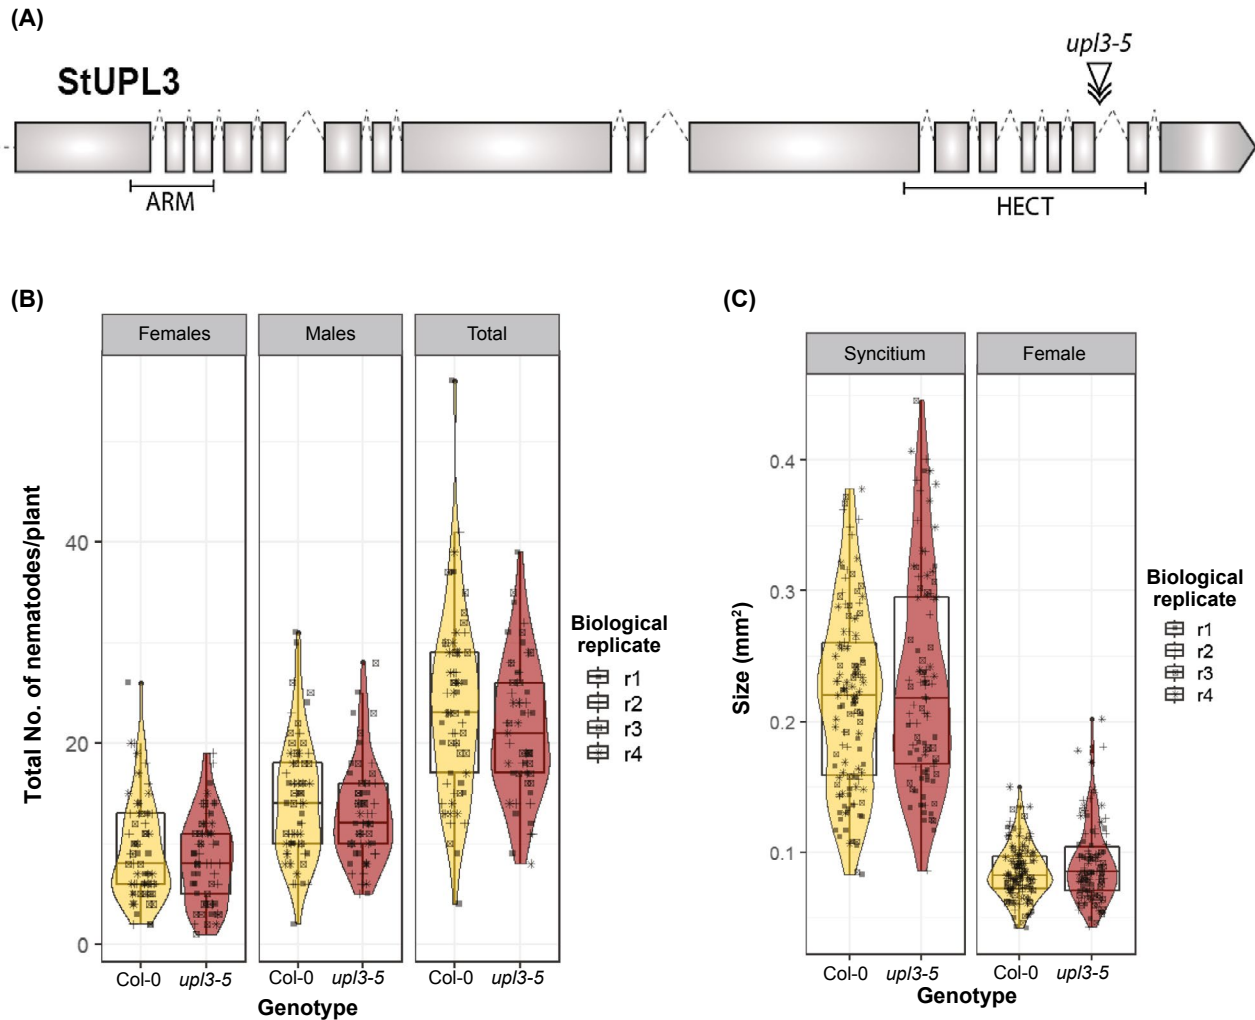 (A)
upl3-5
StUPL3
ARM
HECT
(B)
Females Males Total
Total No. of nematodes/plant
40
20
0
Col-0 upl3-5 Col-0 upl3-5 Col-0 upl3-5
Genotype
Biological
replicate
r1
r2
r3
r4
(C)
Syncitium Female
Size (mm²)
0.4
0.3
0.2
0.1
Col-0 upl3-5 Col-0 upl3-5
Genotype
Biological
replicate
r1
r2
r3
r4